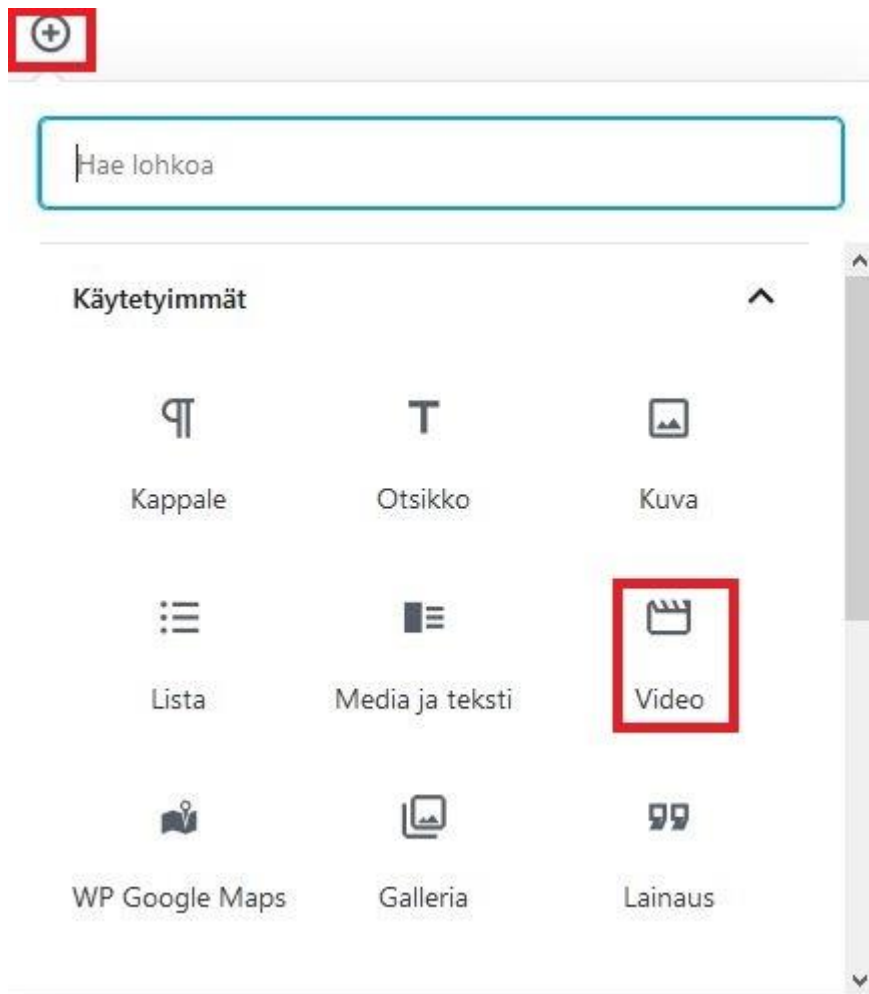 Hae lohkoa
Käytetyimmät
Kappale Otsikko Kuva
Lista Media ja teksti Video
WP Google Maps Galleria Lainaus